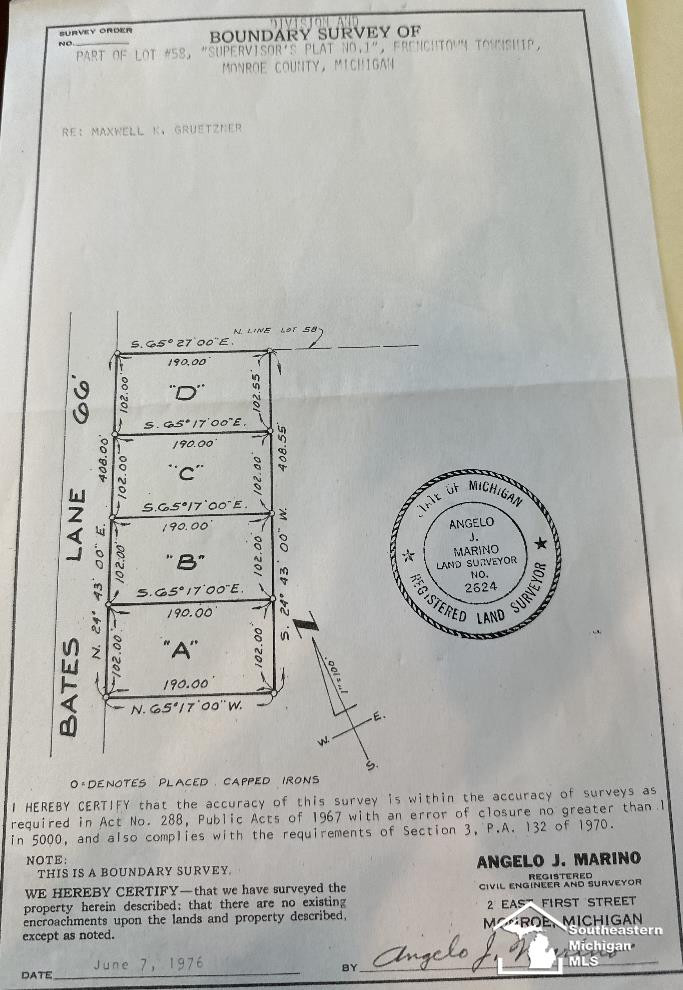 SURVEY ORDER
NO.
DIVISION AND
BOUNDARY SURVEY OF
PART OF LOT #58, "SUPERVISOR'S PLAT NO.1", FRENCHTOWN TOWNSHIP,
MONROE COUNTY, MICHIGAN
RE: MAXWELL K. GRUETZNER
N. LINE LOT 58
S. 65° 27' 00" E.
190.00'
"D"
102.00'
102.55'
S. 65° 17' 00" E.
190.00'
"C"
102.00'
102.00'
S. 65° 17' 00" E.
190.00'
"B"
102.00'
102.00'
S. 65° 17' 00" E.
190.00'
"A"
102.00'
102.00'
190.00'
N. 65° 17' 00" W.
BATES LANE 66'
N. 24° 43' 00" E. 408.00'
S. 24° 43' 00" W. 408.55'
1"=100'
W. E.
S.
STATE OF MICHIGAN
ANGELO
J.
MARINO
LAND SURVEYOR
NO.
2624
REGISTERED LAND SURVEYOR
O=DENOTES PLACED CAPPED IRONS
I HEREBY CERTIFY that the accuracy of this survey is within the accuracy of surveys as
required in Act No. 288, Public Acts of 1967 with an error of closure no greater than 1
in 5000, and also complies with the requirements of Section 3, P.A. 132 of 1970.
NOTE:
THIS IS A BOUNDARY SURVEY.
WE HEREBY CERTIFY—that we have surveyed the
property herein described; that there are no existing
encroachments upon the lands and property described,
except as noted.
ANGELO J. MARINO
REGISTERED
CIVIL ENGINEER AND SURVEYOR
2 EAST FIRST STREET
MONROE, MICHIGAN
DATE June 7, 1976
BY Angelo J. Marino
Southeastern
Michigan
MLS